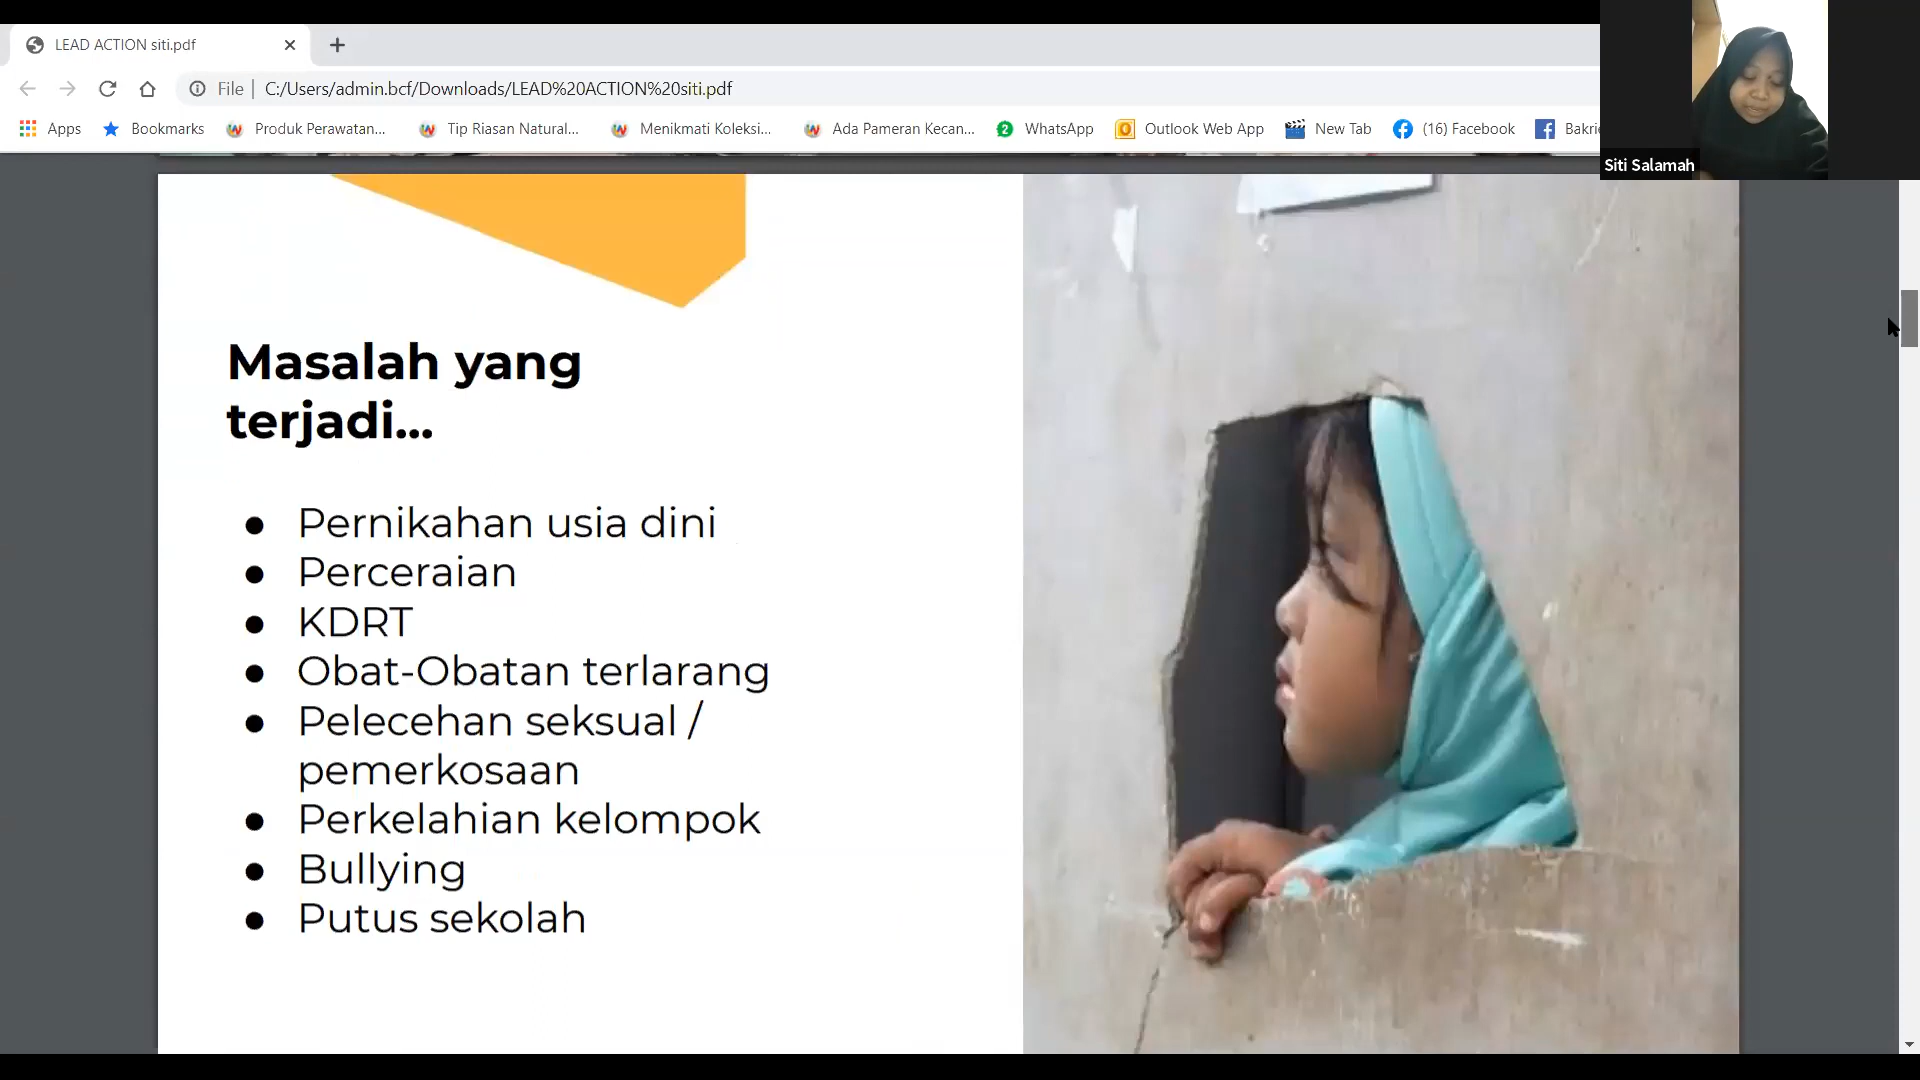 LEAD ACTION siti.pdf
File | C:/Users/admin.bcf/Downloads/LEAD%20ACTION%20siti.pdf
Apps Bookmarks Produk Perawatan... Tip Riasan Natural... Menikmati Koleksi... Ada Pameran Kecan... 2 WhatsApp Outlook Web App New Tab (16) Facebook
Siti Salamah
Masalah yang
terjadi...
● Pernikahan usia dini
● Perceraian
● KDRT
● Obat-Obatan terlarang
● Pelecehan seksual /
pemerkosaan
● Perkelahian kelompok
● Bullying
● Putus sekolah